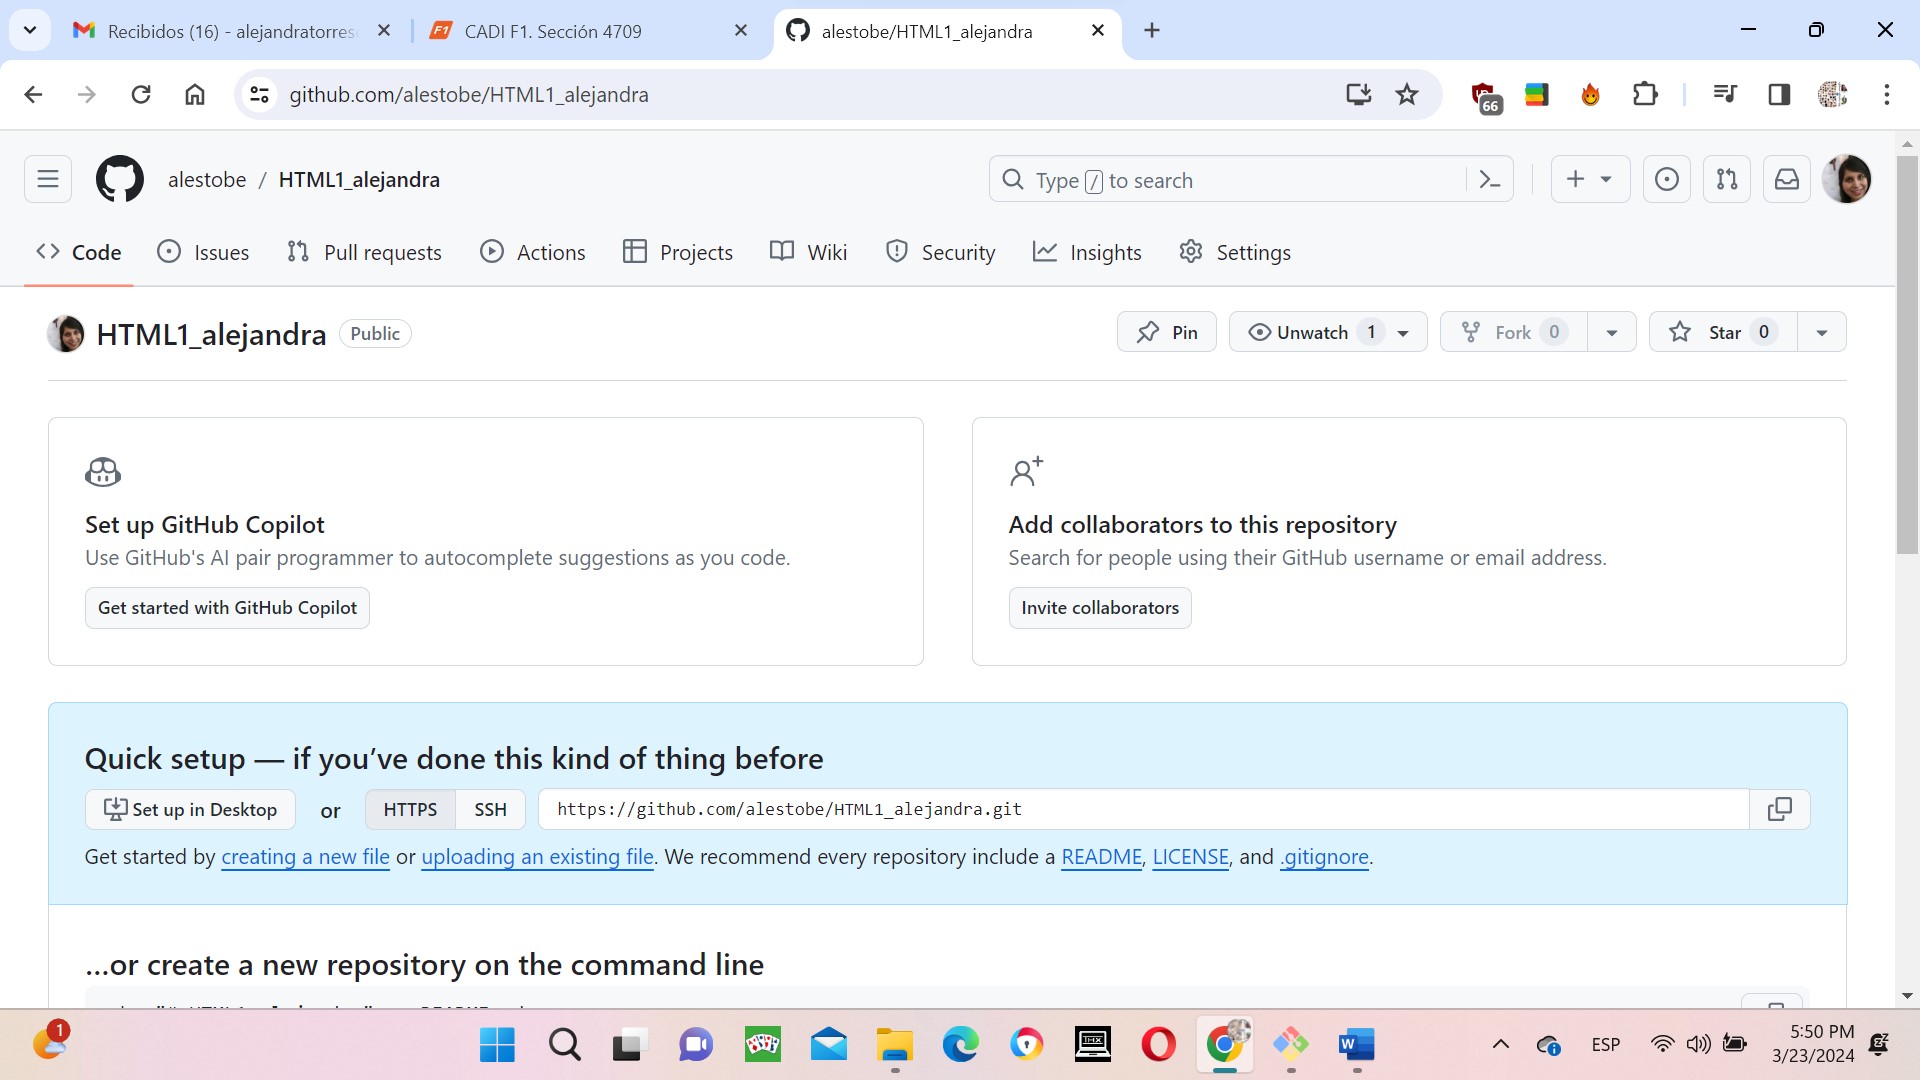 Recibidos (16) - alejandratorres
CADI F1. Sección 4709
alestobe/HTML1_alejandra
github.com/alestobe/HTML1_alejandra
66
alestobe / HTML1_alejandra
Type / to search
Code
Issues
Pull requests
Actions
Projects
Wiki
Security
Insights
Settings
HTML1_alejandra Public
Pin
Unwatch 1
Fork 0
Star 0
Set up GitHub Copilot
Use GitHub's AI pair programmer to autocomplete suggestions as you code.
Get started with GitHub Copilot
Add collaborators to this repository
Search for people using their GitHub username or email address.
Invite collaborators
Quick setup — if you’ve done this kind of thing before
Set up in Desktop or HTTPS SSH https://github.com/alestobe/HTML1_alejandra.git
Get started by creating a new file or uploading an existing file. We recommend every repository include a README, LICENSE, and .gitignore.
…or create a new repository on the command line
1
ESP
5:50 PM
3/23/2024